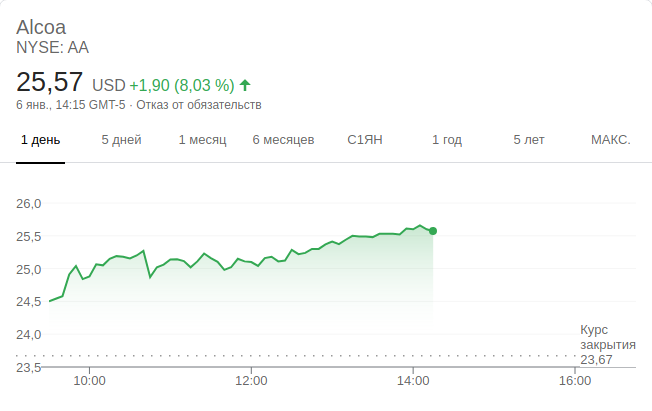 Alcoa
NYSE: AA
25,57 USD +1,90 (8,03 %)
6 янв., 14:15 GMT-5 · Отказ от обязательств
1 день 5 дней 1 месяц 6 месяцев С1ЯН 1 год 5 лет МАКС.
26,0
25,5
25,0
24,5
24,0
23,5
Курс
закрытия
23,67
10:00 12:00 14:00 16:00